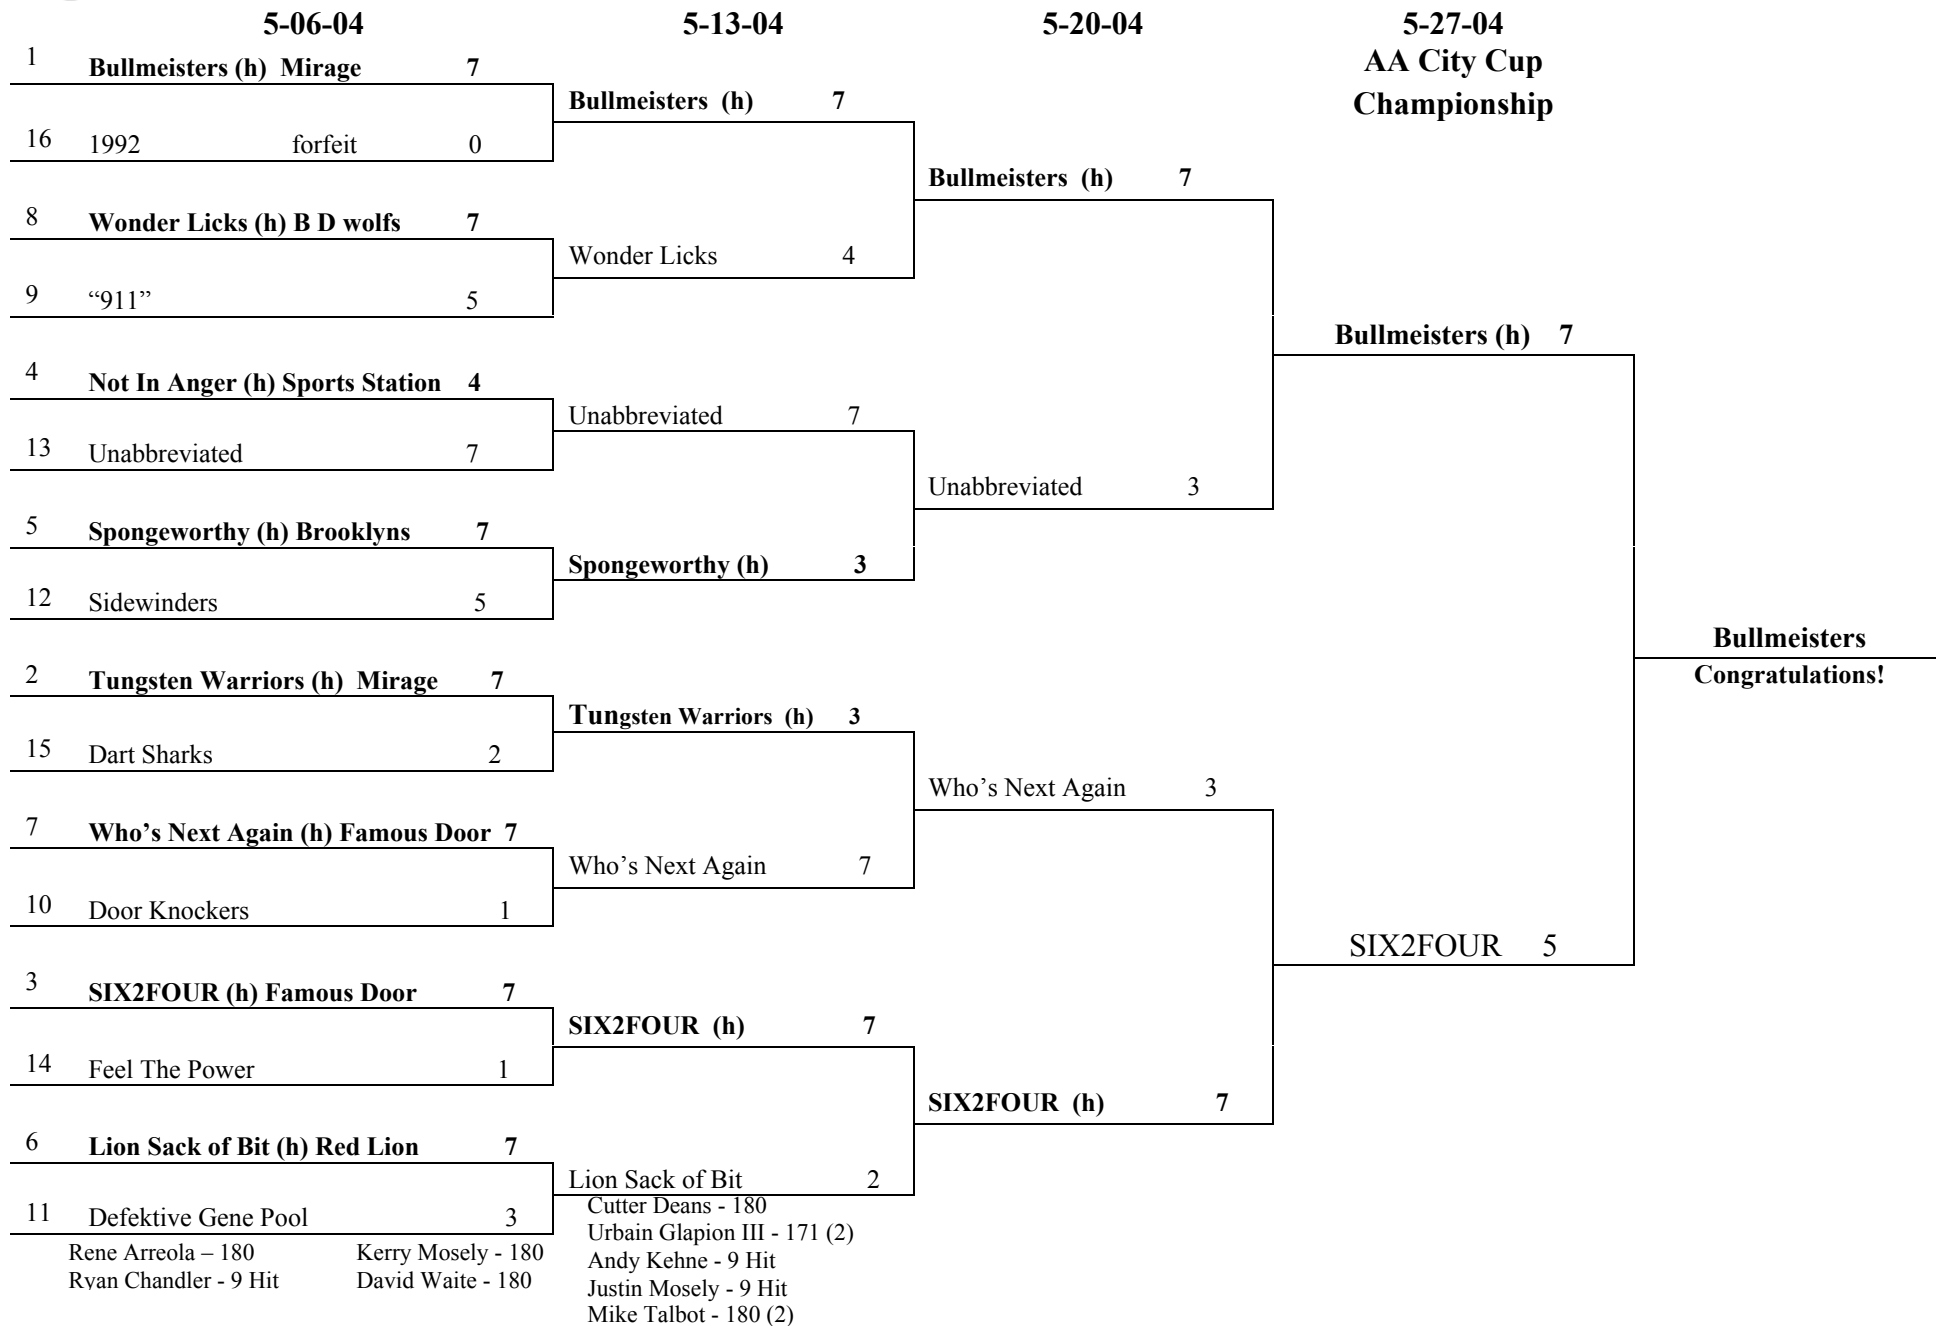 5-06-04
5-13-04
5-20-04
5-27-04
AA City Cup
Championship
1 Bullmeisters (h) Mirage 7
16 1992 forfeit 0
8 Wonder Licks (h) B D wolfs 7
9 “911” 5
4 Not In Anger (h) Sports Station 4
13 Unabbreviated 7
5 Spongeworthy (h) Brooklyns 7
12 Sidewinders 5
2 Tungsten Warriors (h) Mirage 7
15 Dart Sharks 2
7 Who’s Next Again (h) Famous Door 7
10 Door Knockers 1
3 SIX2FOUR (h) Famous Door 7
14 Feel The Power 1
6 Lion Sack of Bit (h) Red Lion 7
11 Defektive Gene Pool 3
Rene Arreola – 180 Kerry Mosely - 180
Ryan Chandler - 9 Hit David Waite - 180
Bullmeisters (h) 7
Wonder Licks 4
Unabbreviated 7
Spongeworthy (h) 3
Tungsten Warriors (h) 3
Who’s Next Again 7
SIX2FOUR (h) 7
Lion Sack of Bit 2
Cutter Deans - 180
Urbain Glapion III - 171 (2)
Andy Kehne - 9 Hit
Justin Mosely - 9 Hit
Mike Talbot - 180 (2)
Bullmeisters (h) 7
Unabbreviated 3
Who’s Next Again 3
SIX2FOUR (h) 7
Bullmeisters (h) 7
SIX2FOUR 5
Bullmeisters
Congratulations!